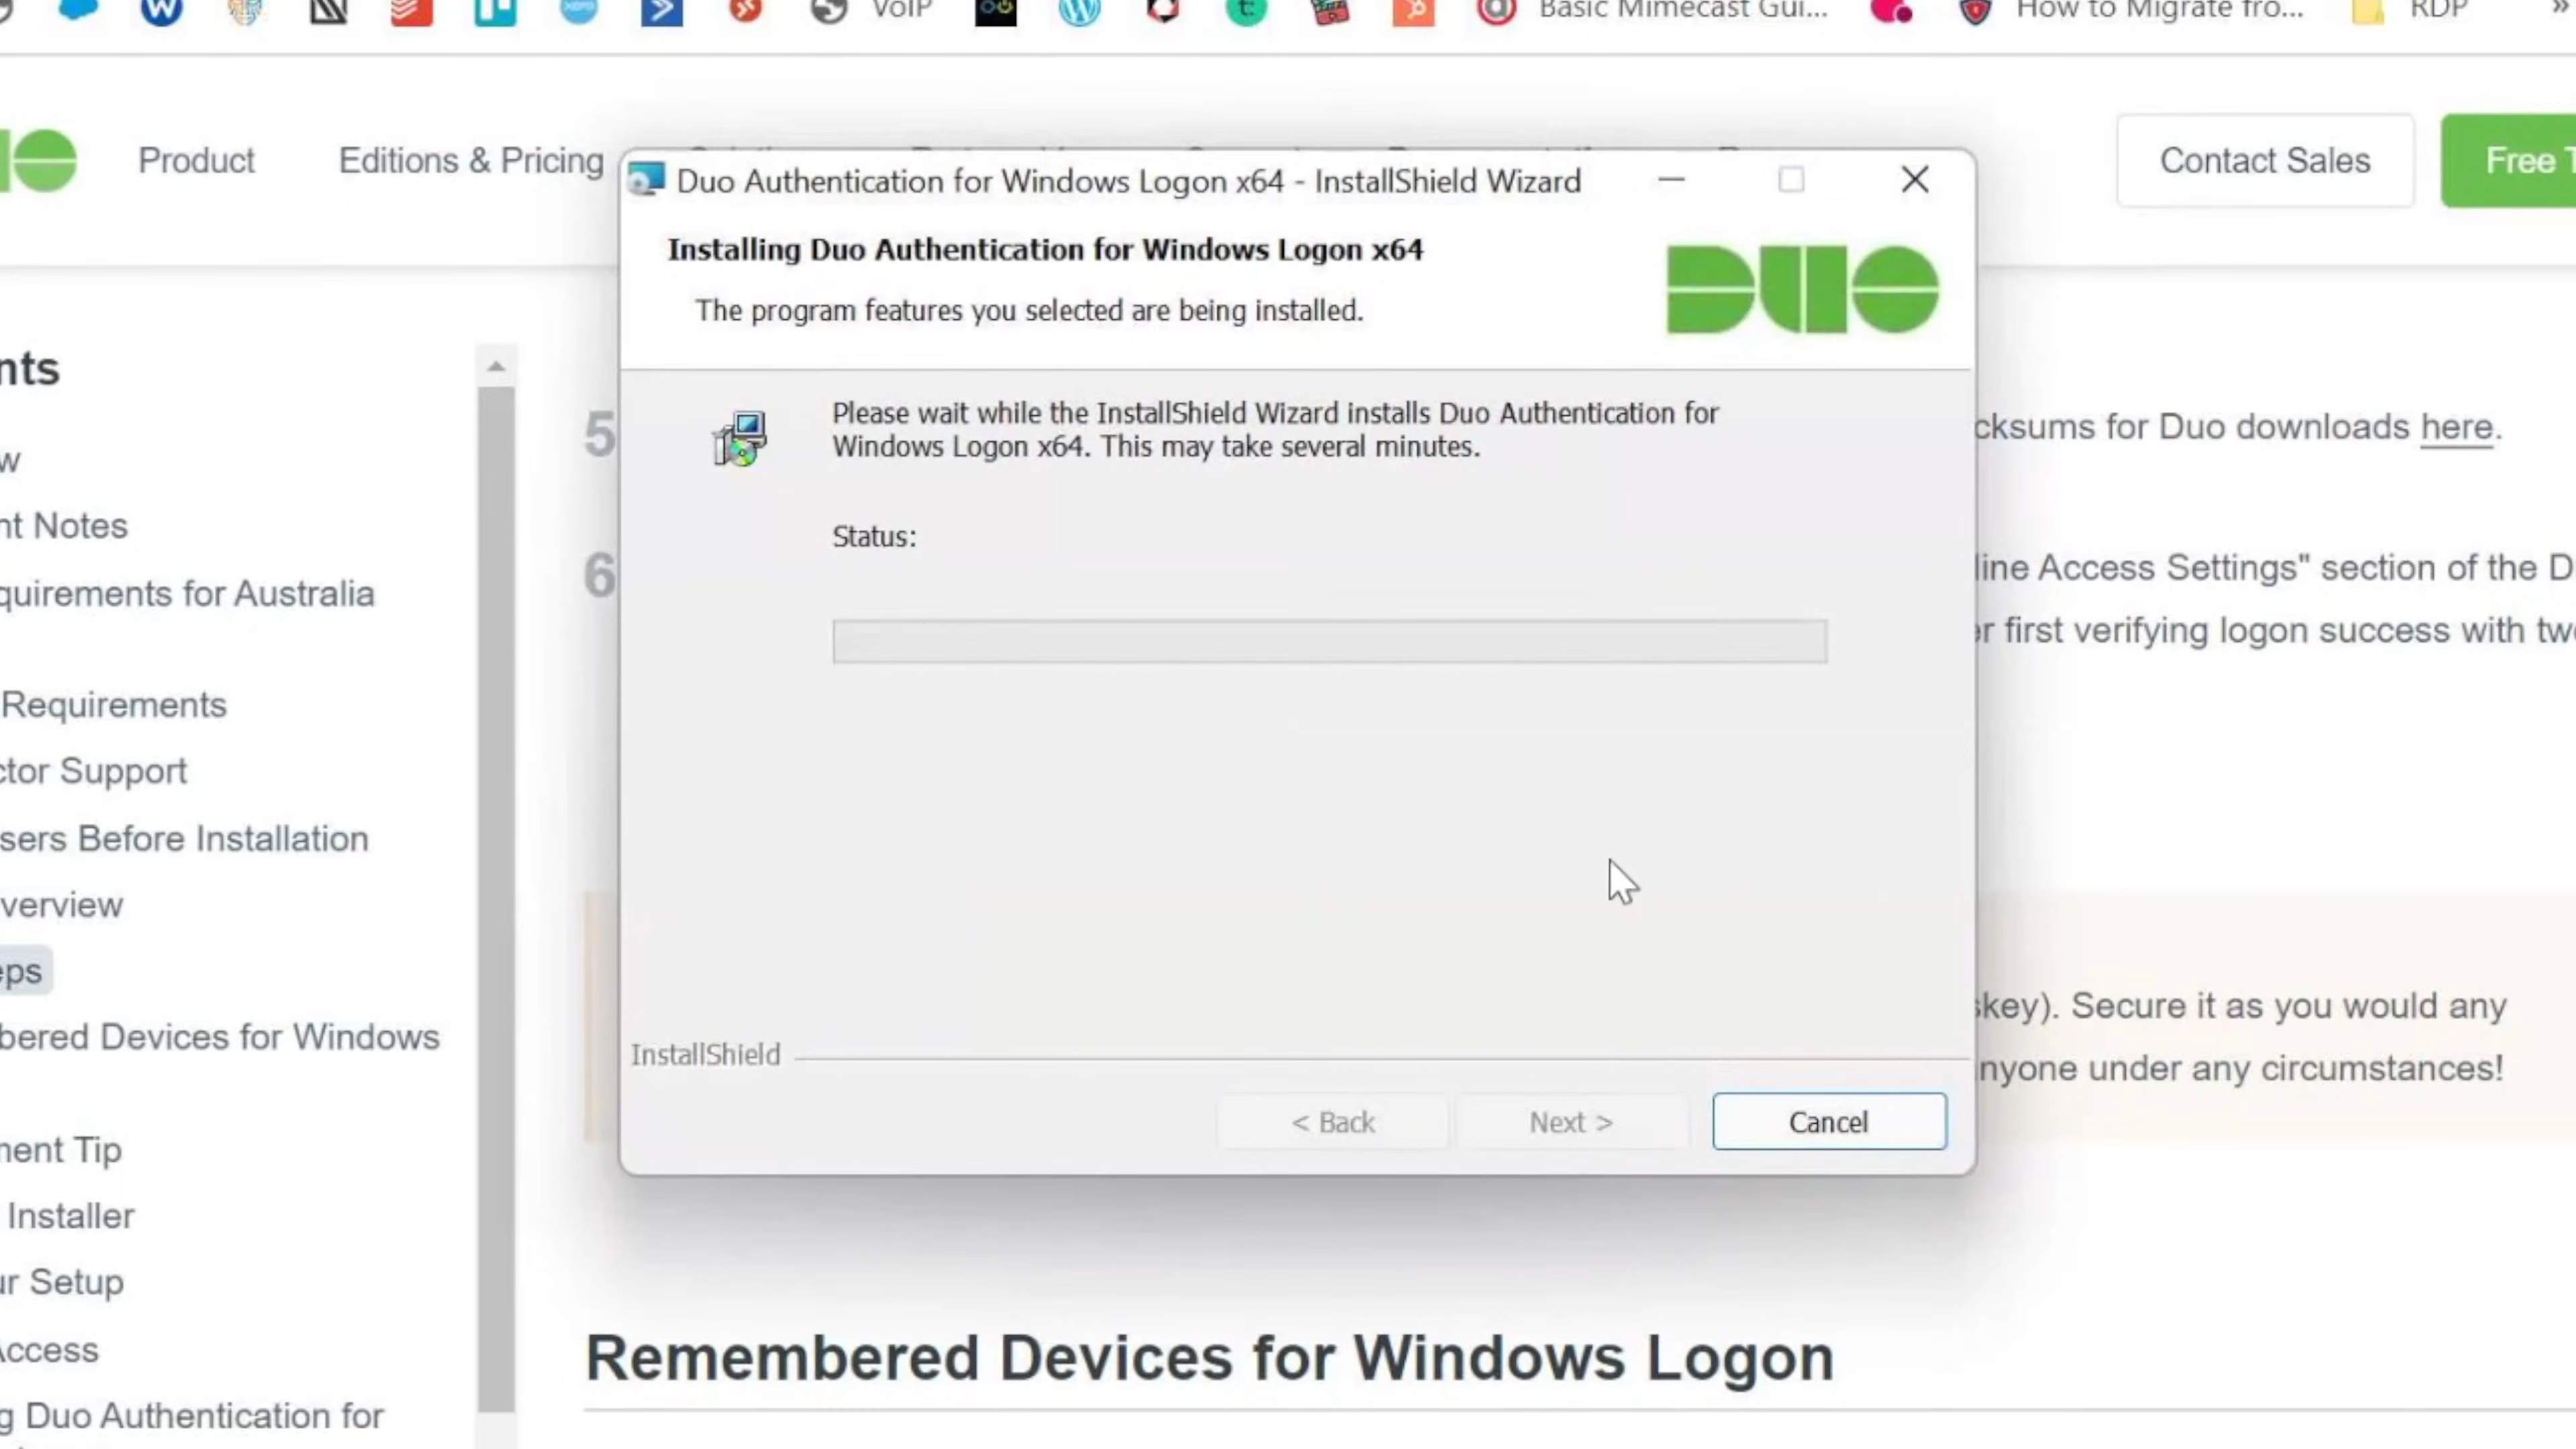 VoIP
Basic Mimecast Gui...
How to Migrate fro...
RDP
»
Product
Editions & Pricing
Contact Sales
Free T
Duo Authentication for Windows Logon x64 - InstallShield Wizard
Installing Duo Authentication for Windows Logon x64
The program features you selected are being installed.
DUO
Please wait while the InstallShield Wizard installs Duo Authentication for
Windows Logon x64. This may take several minutes.
Status:
InstallShield
< Back
Next >
Cancel
nts
w
nt Notes
quirements for Australia
Requirements
ctor Support
sers Before Installation
verview
eps
bered Devices for Windows
ment Tip
Installer
ur Setup
Access
g Duo Authentication for
5
cksums for Duo downloads here.
6
line Access Settings" section of the D
er first verifying logon success with tw
skey). Secure it as you would any
nyone under any circumstances!
Remembered Devices for Windows Logon